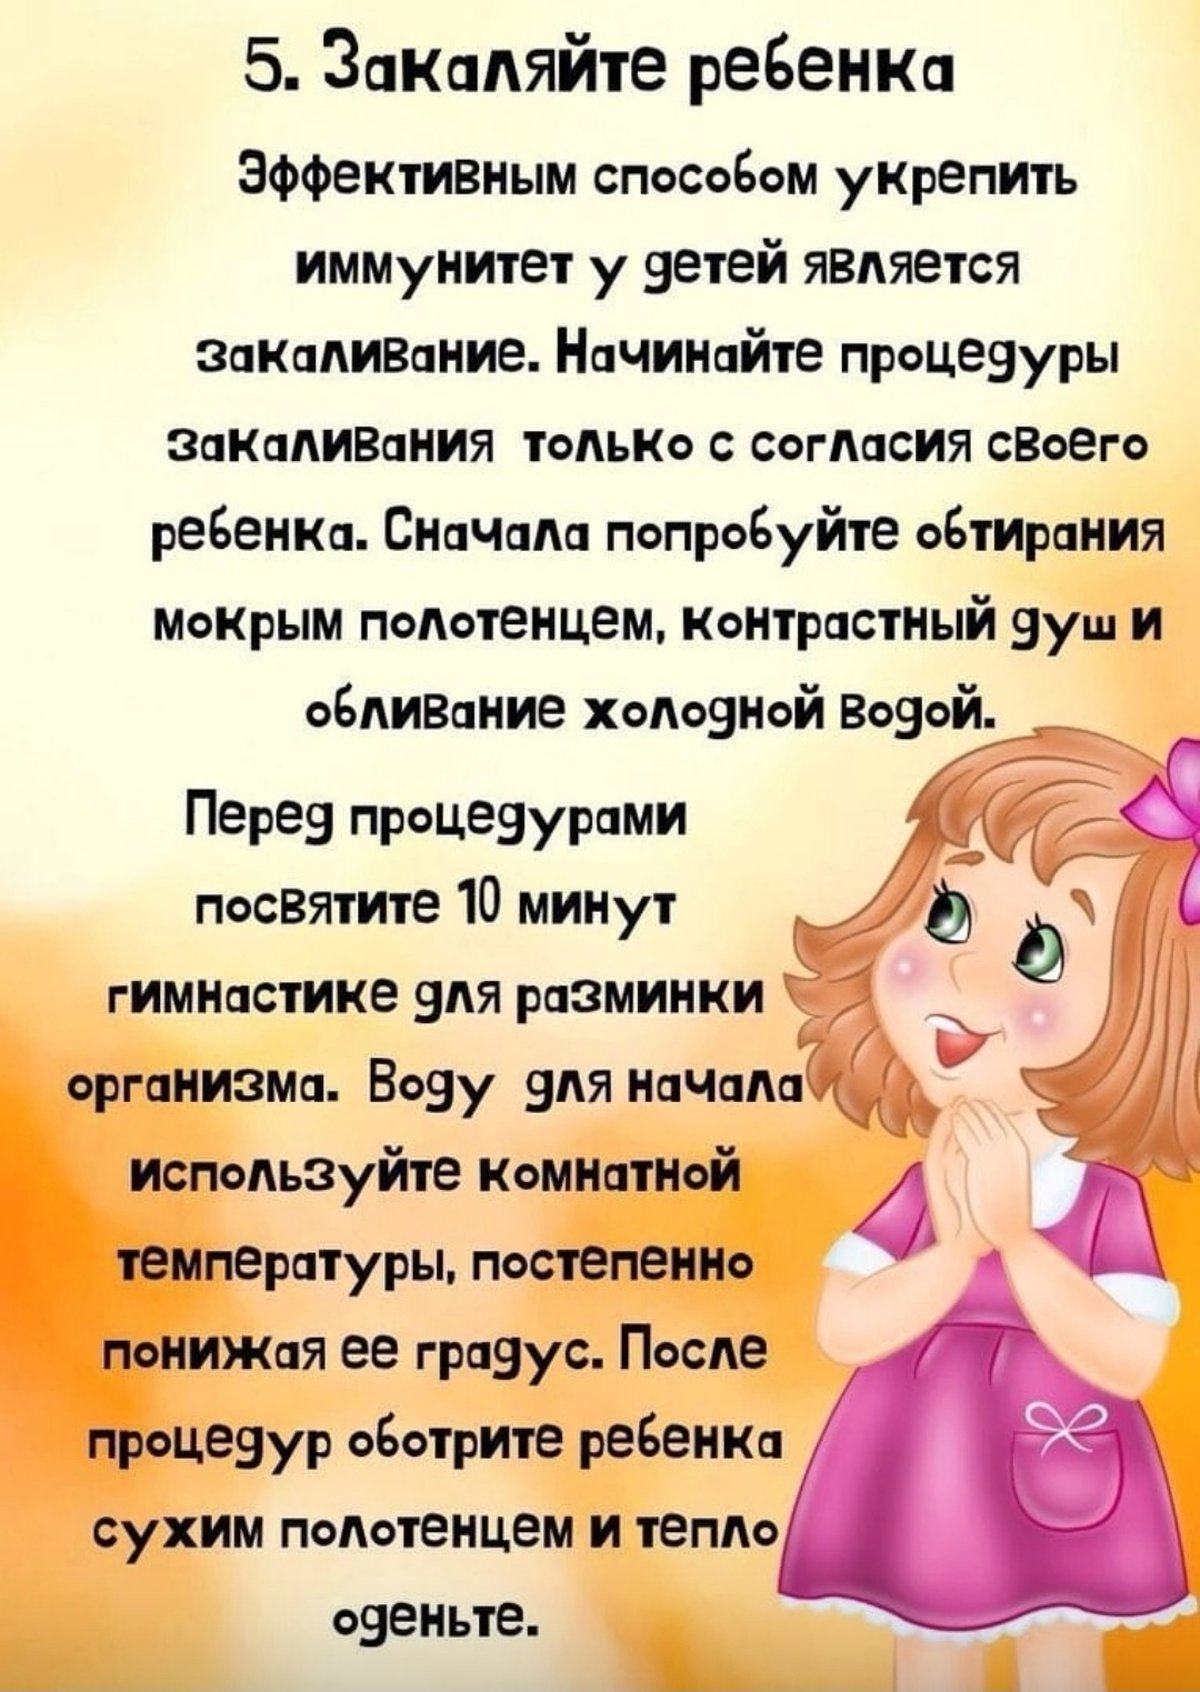 5. Закаляйте ребенка
Эффективным способом укрепить
иммунитет у детей является
закаливание. Начинайте процедуры
закаливания только с согласия своего
ребенка. Сначала попробуйте обтирания
мокрым полотенцем, контрастный душ и
обливание холодной водой.
Перед процедурами
посвятите 10 минут
гимнастике для разминки
организма. Воду для начала
используйте комнатной
температуры, постепенно
понижая ее градус. После
процедур оботрите ребенка
сухим полотенцем и тепло
оденьте.